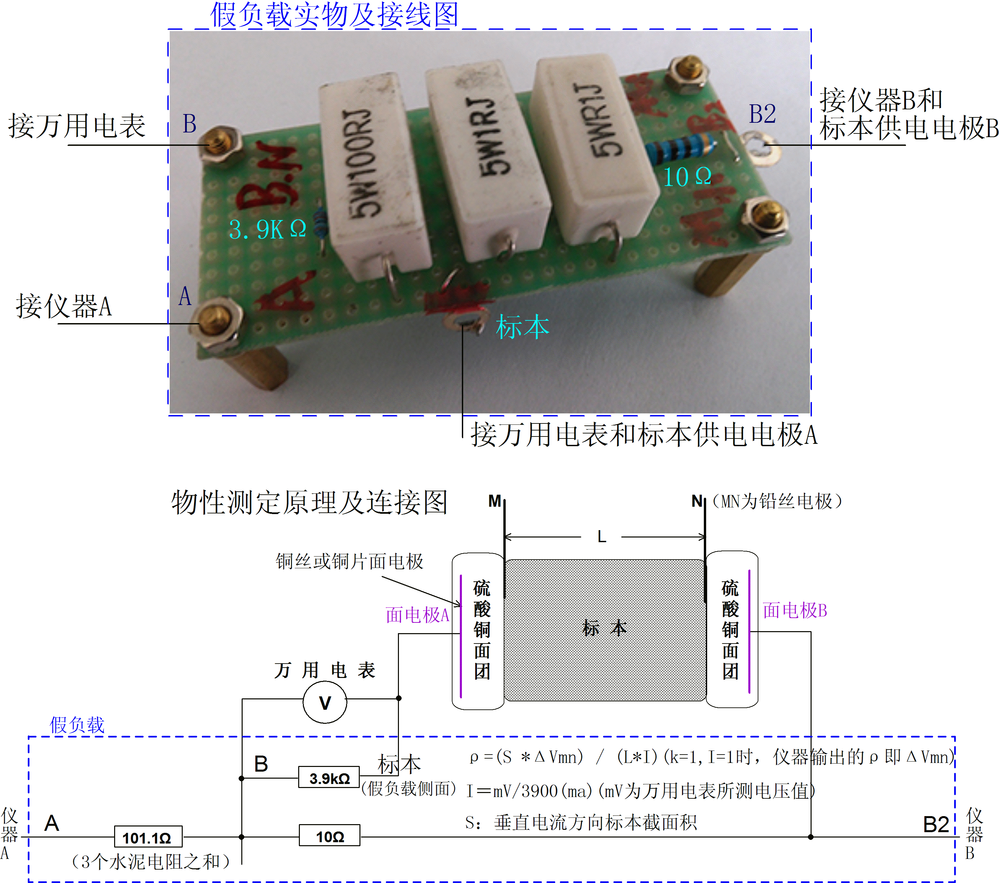 假负载实物及接线图
接万用电表
B
接仪器A
A
B.N
A
3.9KΩ
5W100RJ
5W1RJ
5WR1J
10Ω
B2
B2
接仪器B和
标本供电电极B
标本
接万用电表和标本供电电极A
物性测定原理及连接图
M
N(MN为铅丝电极)
L
铜丝或铜片面电极
面电极A
硫酸铜面团
标 本
硫酸铜面团
面电极B
万 用 电 表
V
假负载
B
3.9kΩ
标本
(假负载侧面)
ρ=(S *ΔVmn) / (L*I)(k=1,I=1时, 仪器输出的ρ即ΔVmn)
I=mV/3900(ma)(mV为万用电表所测电压值)
S: 垂直电流方向标本截面积
仪器A
A
101.1Ω
10Ω
B2
仪器B
(3个水泥电阻之和)